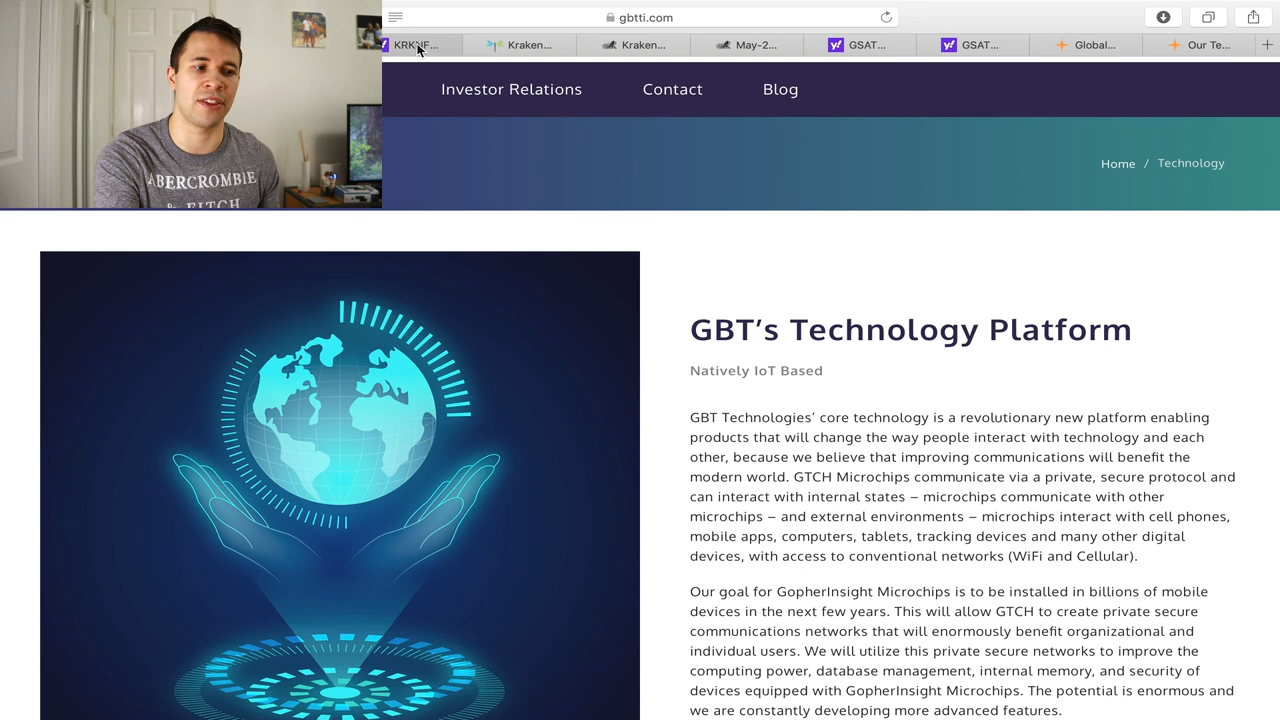 gbtti.com
KRKNF...
Kraken...
Kraken...
May-2...
GSAT...
GSAT...
Global...
Our Te...
Investor Relations
Contact
Blog
Home / Technology
ABERCROMBIE
& FITCH
GBT’s Technology Platform
Natively IoT Based
GBT Technologies’ core technology is a revolutionary new platform enabling
products that will change the way people interact with technology and each
other, because we believe that improving communications will benefit the
modern world. GTCH Microchips communicate via a private, secure protocol and
can interact with internal states – microchips communicate with other
microchips – and external environments – microchips interact with cell phones,
mobile apps, computers, tablets, tracking devices and many other digital
devices, with access to conventional networks (WiFi and Cellular).
Our goal for GopherInsight Microchips is to be installed in billions of mobile
devices in the next few years. This will allow GTCH to create private secure
communications networks that will enormously benefit organizational and
individual users. We will utilize this private secure networks to improve the
computing power, database management, internal memory, and security of
devices equipped with GopherInsight Microchips. The potential is enormous and
we are constantly developing more advanced features.